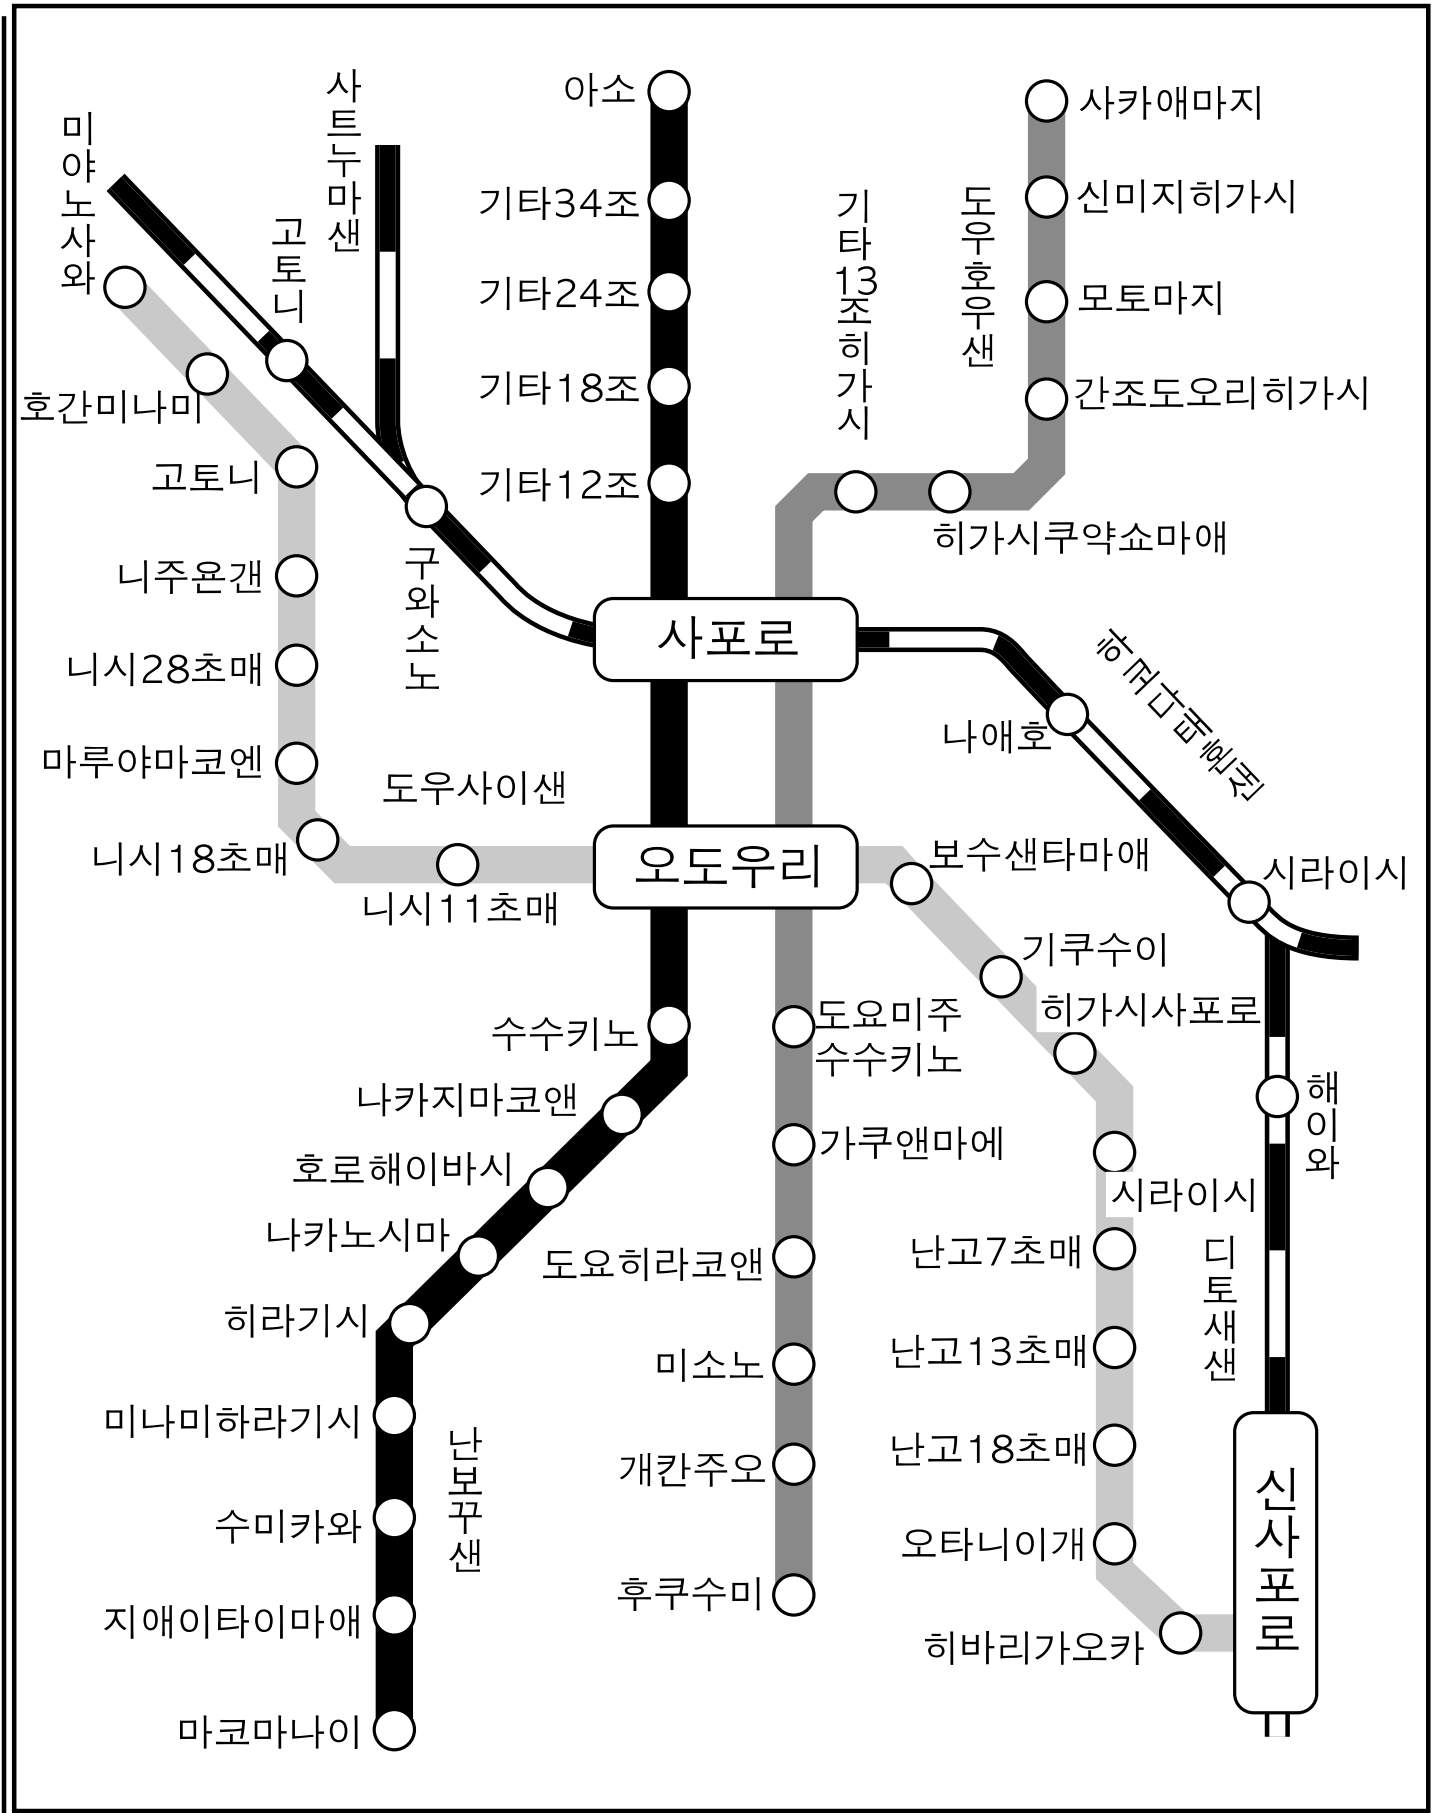 미야노사와
고토니
사트누마샌
아소
기타34조
기타24조
기타18조
기타12조
기타13조히가시
도우호우샌
사카애마지
신미지히가시
모토마지
간조도오리히가시
히가시쿠약쇼마애
호간미나미
고토니
니주욘갠
니시28초매
마루야마코엔
니시18초매
니시11초매
도우사이샌
구와소노
사포로
오도우리
나애호
하코다태혼샌
보수샌타마애
시라이시
기쿠수이
히가시사포로
해이와
시라이시
난고7초매
난고13초매
난고18초매
오타니이개
히바리가오카
디토새샌
신사포로
수수키노
나카지마코앤
호로해이바시
나카노시마
히라기시
미나미하라기시
수미카와
지애이타이마애
마코마나이
난보꾸샌
도요미주
수수키노
가쿠앤마에
도요히라코앤
미소노
개칸주오
후쿠수미